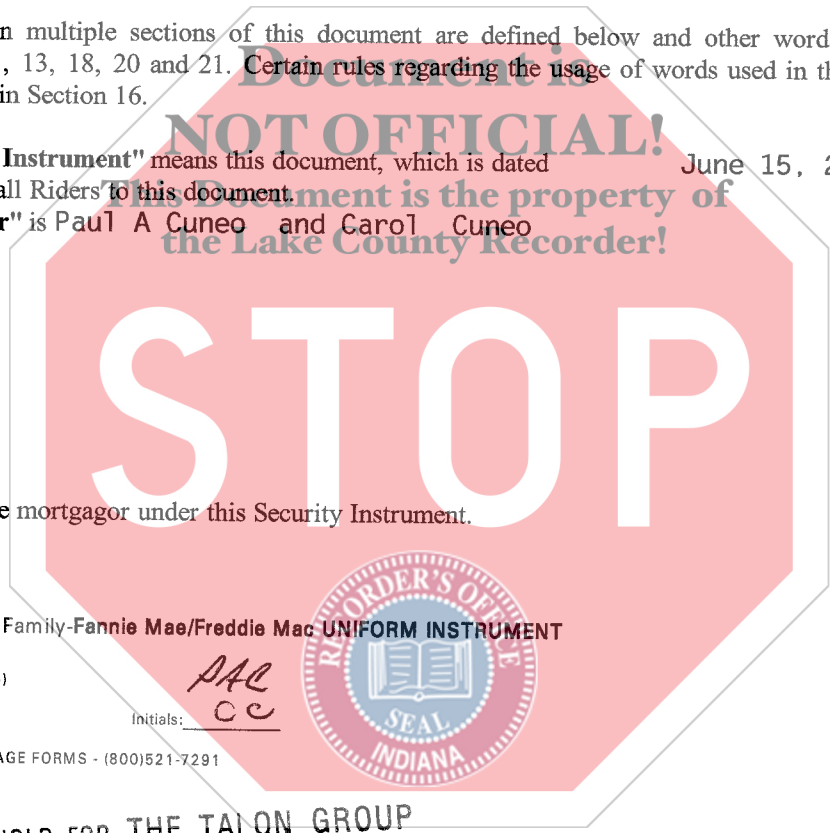 n multiple sections of this document are defined below and other word
, 13, 18, 20 and 21. Certain rules regarding the usage of words used in th
in Section 16.
Document is
NOT OFFICIAL!
This Document is the property of
the Lake County Recorder!
Instrument" means this document, which is dated June 15, 2
all Riders to this document.
r" is Paul A Cuneo and Carol Cuneo
STOP
e mortgagor under this Security Instrument.
Family-Fannie Mae/Freddie Mac UNIFORM INSTRUMENT
PAC
Initials: CC
AGE FORMS - (800)521-7291
RECORDER'S OFFICE
SEAL
INDIANA
FOR THE TALON GROUP